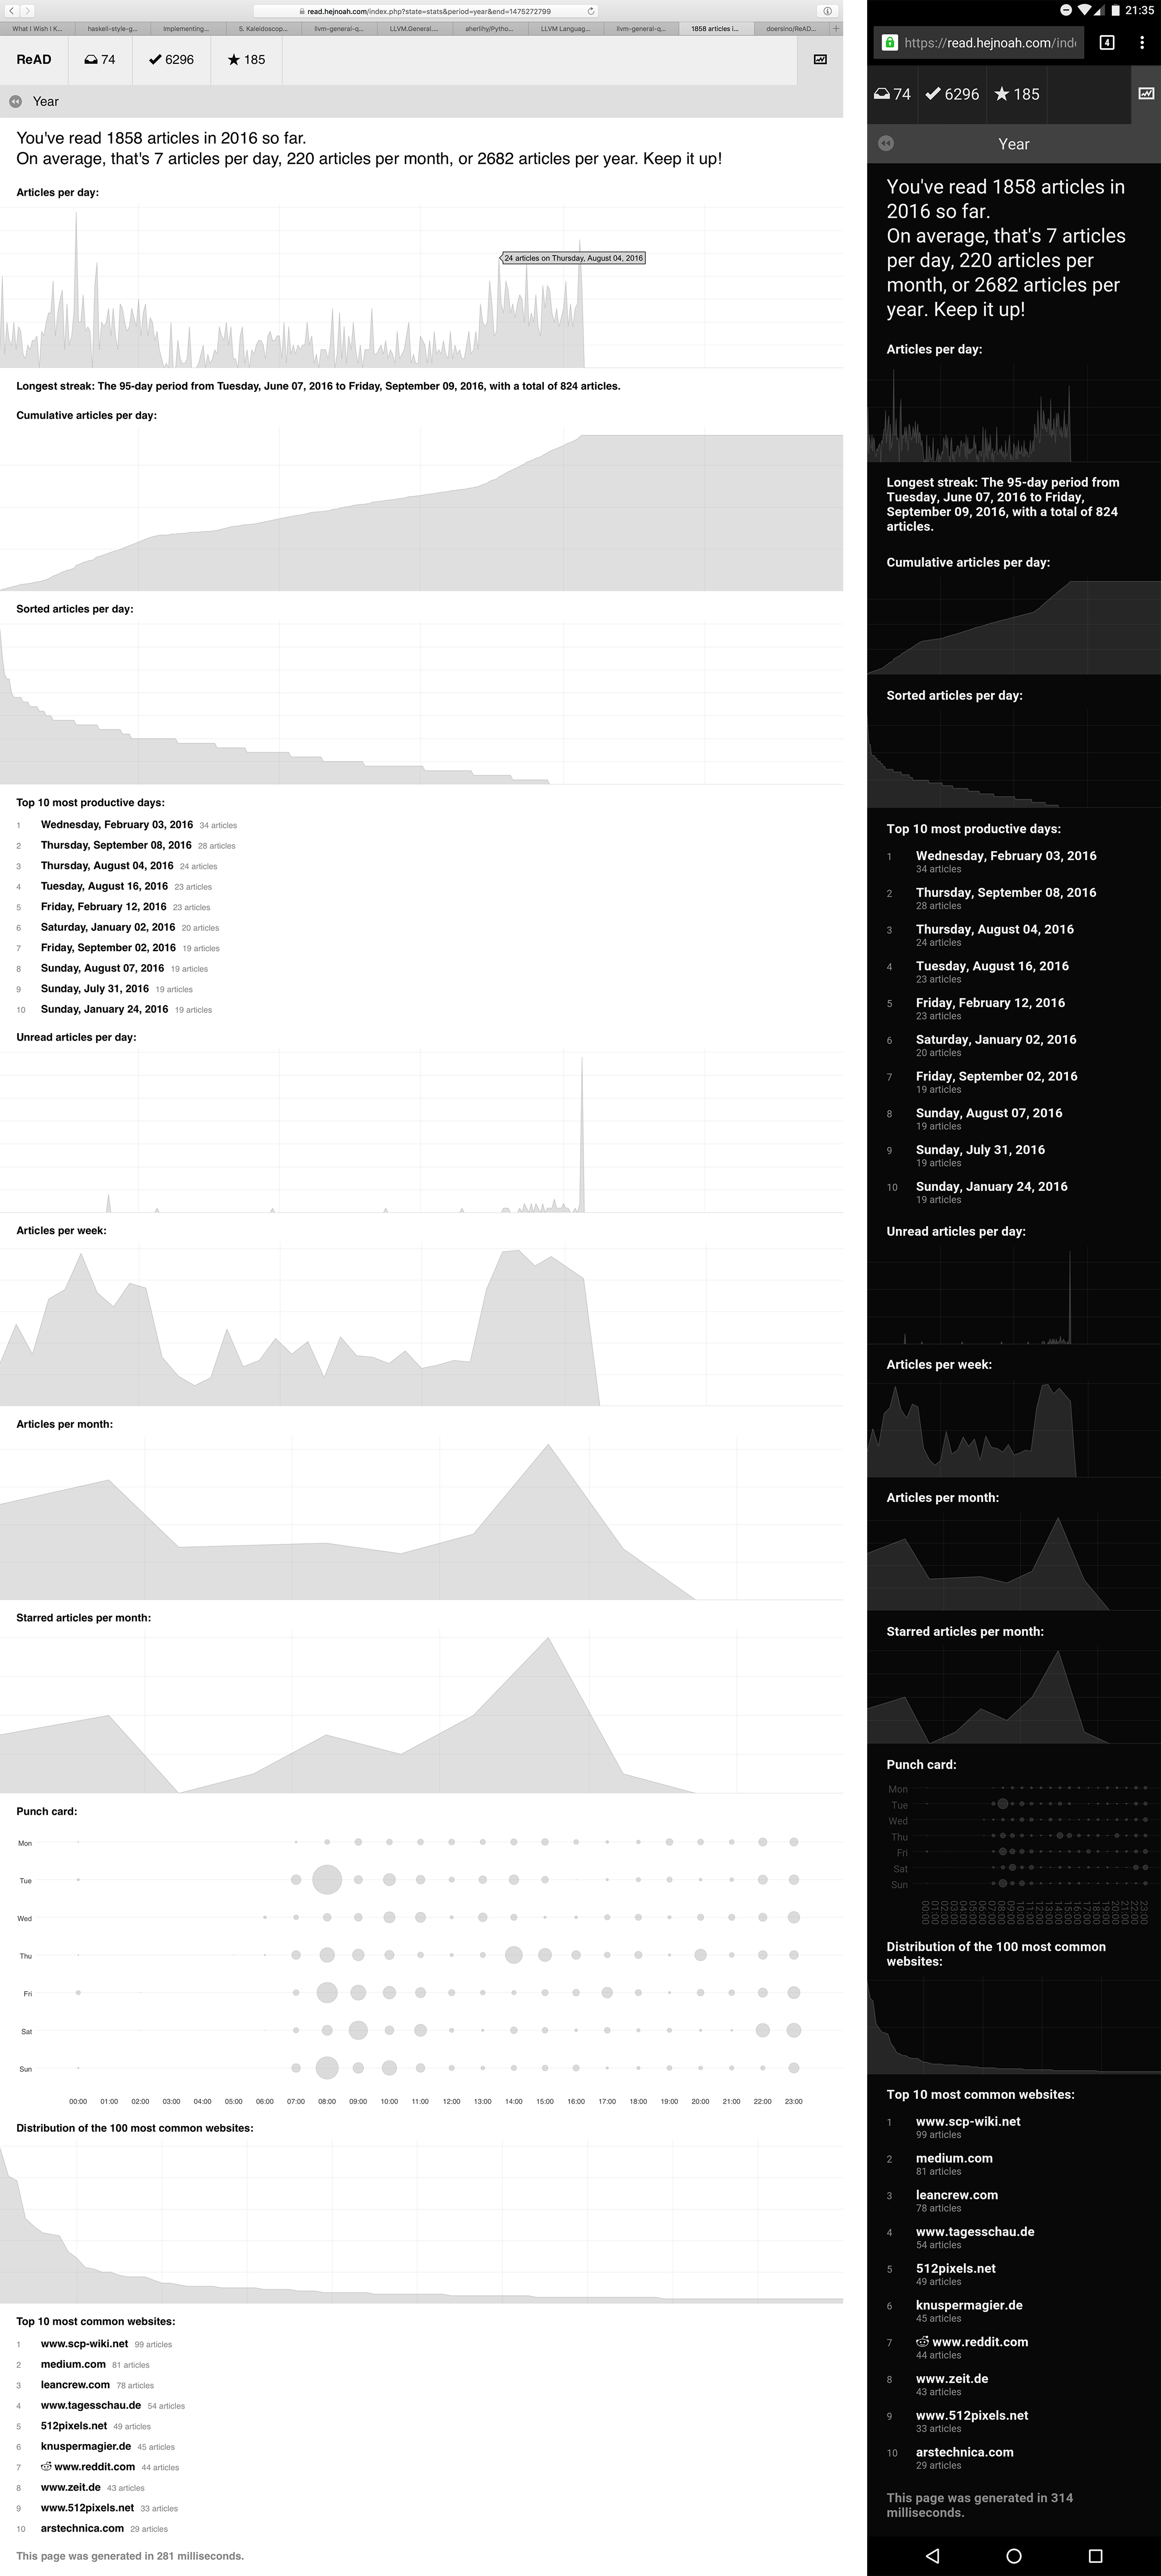 read.hejnoah.com/index.php?state=stats&period=year&end=1475272799
What I Wish I K...
haskell-style-g...
Implementing...
5. Kaleidoscop...
llvm-general-q...
LLVM.General....
aherlihy/Pytho...
LLVM Languag...
llvm-general-q...
1858 articles i...
doersino/ReAD...
ReAD
74
6296
185
Year
You've read 1858 articles in 2016 so far.
On average, that's 7 articles per day, 220 articles per month, or 2682 articles per year. Keep it up!
Articles per day:
24 articles on Thursday, August 04, 2016
Longest streak: The 95-day period from Tuesday, June 07, 2016 to Friday, September 09, 2016, with a total of 824 articles.
Cumulative articles per day:
Sorted articles per day:
Top 10 most productive days:
1 Wednesday, February 03, 2016 34 articles
2 Thursday, September 08, 2016 28 articles
3 Thursday, August 04, 2016 24 articles
4 Tuesday, August 16, 2016 23 articles
5 Friday, February 12, 2016 23 articles
6 Saturday, January 02, 2016 20 articles
7 Friday, September 02, 2016 19 articles
8 Sunday, August 07, 2016 19 articles
9 Sunday, July 31, 2016 19 articles
10 Sunday, January 24, 2016 19 articles
Unread articles per day:
Articles per week:
Articles per month:
Starred articles per month:
Punch card:
Mon
Tue
Wed
Thu
Fri
Sat
Sun
00:00 01:00 02:00 03:00 04:00 05:00 06:00 07:00 08:00 09:00 10:00 11:00 12:00 13:00 14:00 15:00 16:00 17:00 18:00 19:00 20:00 21:00 22:00 23:00
Distribution of the 100 most common websites:
Top 10 most common websites:
1 www.scp-wiki.net 99 articles
2 medium.com 81 articles
3 leancrew.com 78 articles
4 www.tagesschau.de 54 articles
5 512pixels.net 49 articles
6 knuspermagier.de 45 articles
7 www.reddit.com 44 articles
8 www.zeit.de 43 articles
9 www.512pixels.net 33 articles
10 arstechnica.com 29 articles
This page was generated in 281 milliseconds.
21:35
https://read.hejnoah.com/inde
4
74
6296
185
Year
You've read 1858 articles in
2016 so far.
On average, that's 7 articles
per day, 220 articles per
month, or 2682 articles per
year. Keep it up!
Articles per day:
Longest streak: The 95-day period from
Tuesday, June 07, 2016 to Friday,
September 09, 2016, with a total of 824
articles.
Cumulative articles per day:
Sorted articles per day:
Top 10 most productive days:
1 Wednesday, February 03, 2016
34 articles
2 Thursday, September 08, 2016
28 articles
3 Thursday, August 04, 2016
24 articles
4 Tuesday, August 16, 2016
23 articles
5 Friday, February 12, 2016
23 articles
6 Saturday, January 02, 2016
20 articles
7 Friday, September 02, 2016
19 articles
8 Sunday, August 07, 2016
19 articles
9 Sunday, July 31, 2016
19 articles
10 Sunday, January 24, 2016
19 articles
Unread articles per day:
Articles per week:
Articles per month:
Starred articles per month:
Punch card:
Mon
Tue
Wed
Thu
Fri
Sat
Sun
00:00 01:00 02:00 03:00 04:00 05:00 06:00 07:00 08:00 09:00 10:00 11:00 12:00 13:00 14:00 15:00 16:00 17:00 18:00 19:00 20:00 21:00 22:00 23:00
Distribution of the 100 most common
websites:
Top 10 most common websites:
1 www.scp-wiki.net
99 articles
2 medium.com
81 articles
3 leancrew.com
78 articles
4 www.tagesschau.de
54 articles
5 512pixels.net
49 articles
6 knuspermagier.de
45 articles
7 www.reddit.com
44 articles
8 www.zeit.de
43 articles
9 www.512pixels.net
33 articles
10 arstechnica.com
29 articles
This page was generated in 314
milliseconds.